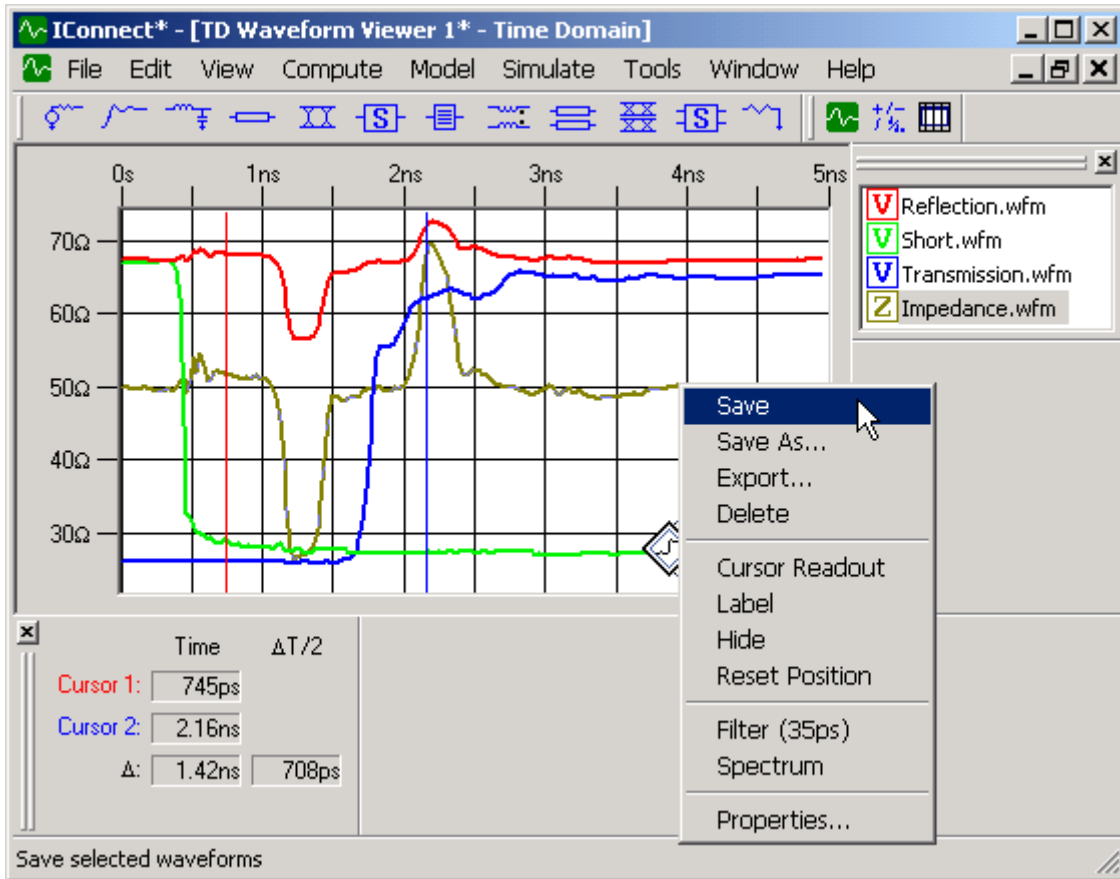 IConnect* - [TD Waveform Viewer 1* - Time Domain]
File Edit View Compute Model Simulate Tools Window Help
S S +/- ¼
0s 1ns 2ns 3ns 4ns 5ns
70Ω
60Ω
50Ω
40Ω
30Ω
V Reflection.wfm
V Short.wfm
V Transmission.wfm
Z Impedance.wfm
Save
Save As...
Export...
Delete
Cursor Readout
Label
Hide
Reset Position
Filter (35ps)
Spectrum
Properties...
Time ΔT/2
Cursor 1: 745ps
Cursor 2: 2.16ns
Δ: 1.42ns 708ps
Save selected waveforms